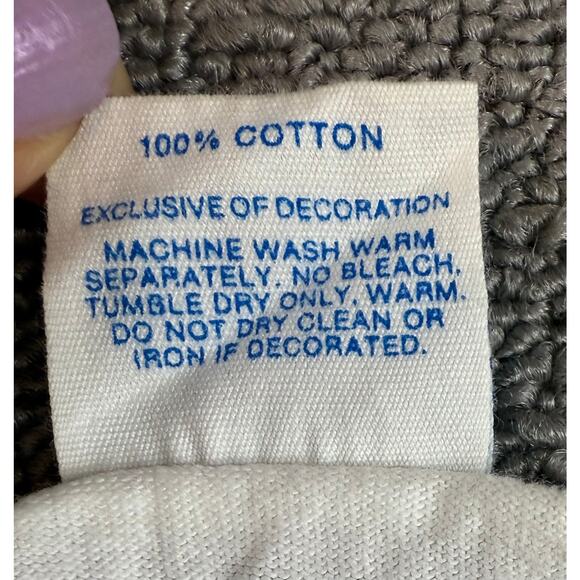 100% COTTON
EXCLUSIVE OF DECORATION
MACHINE WASH WARM
SEPARATELY. NO BLEACH.
TUMBLE DRY ONLY, WARM.
DO NOT DRY CLEAN OR
IRON IF DECORATED.